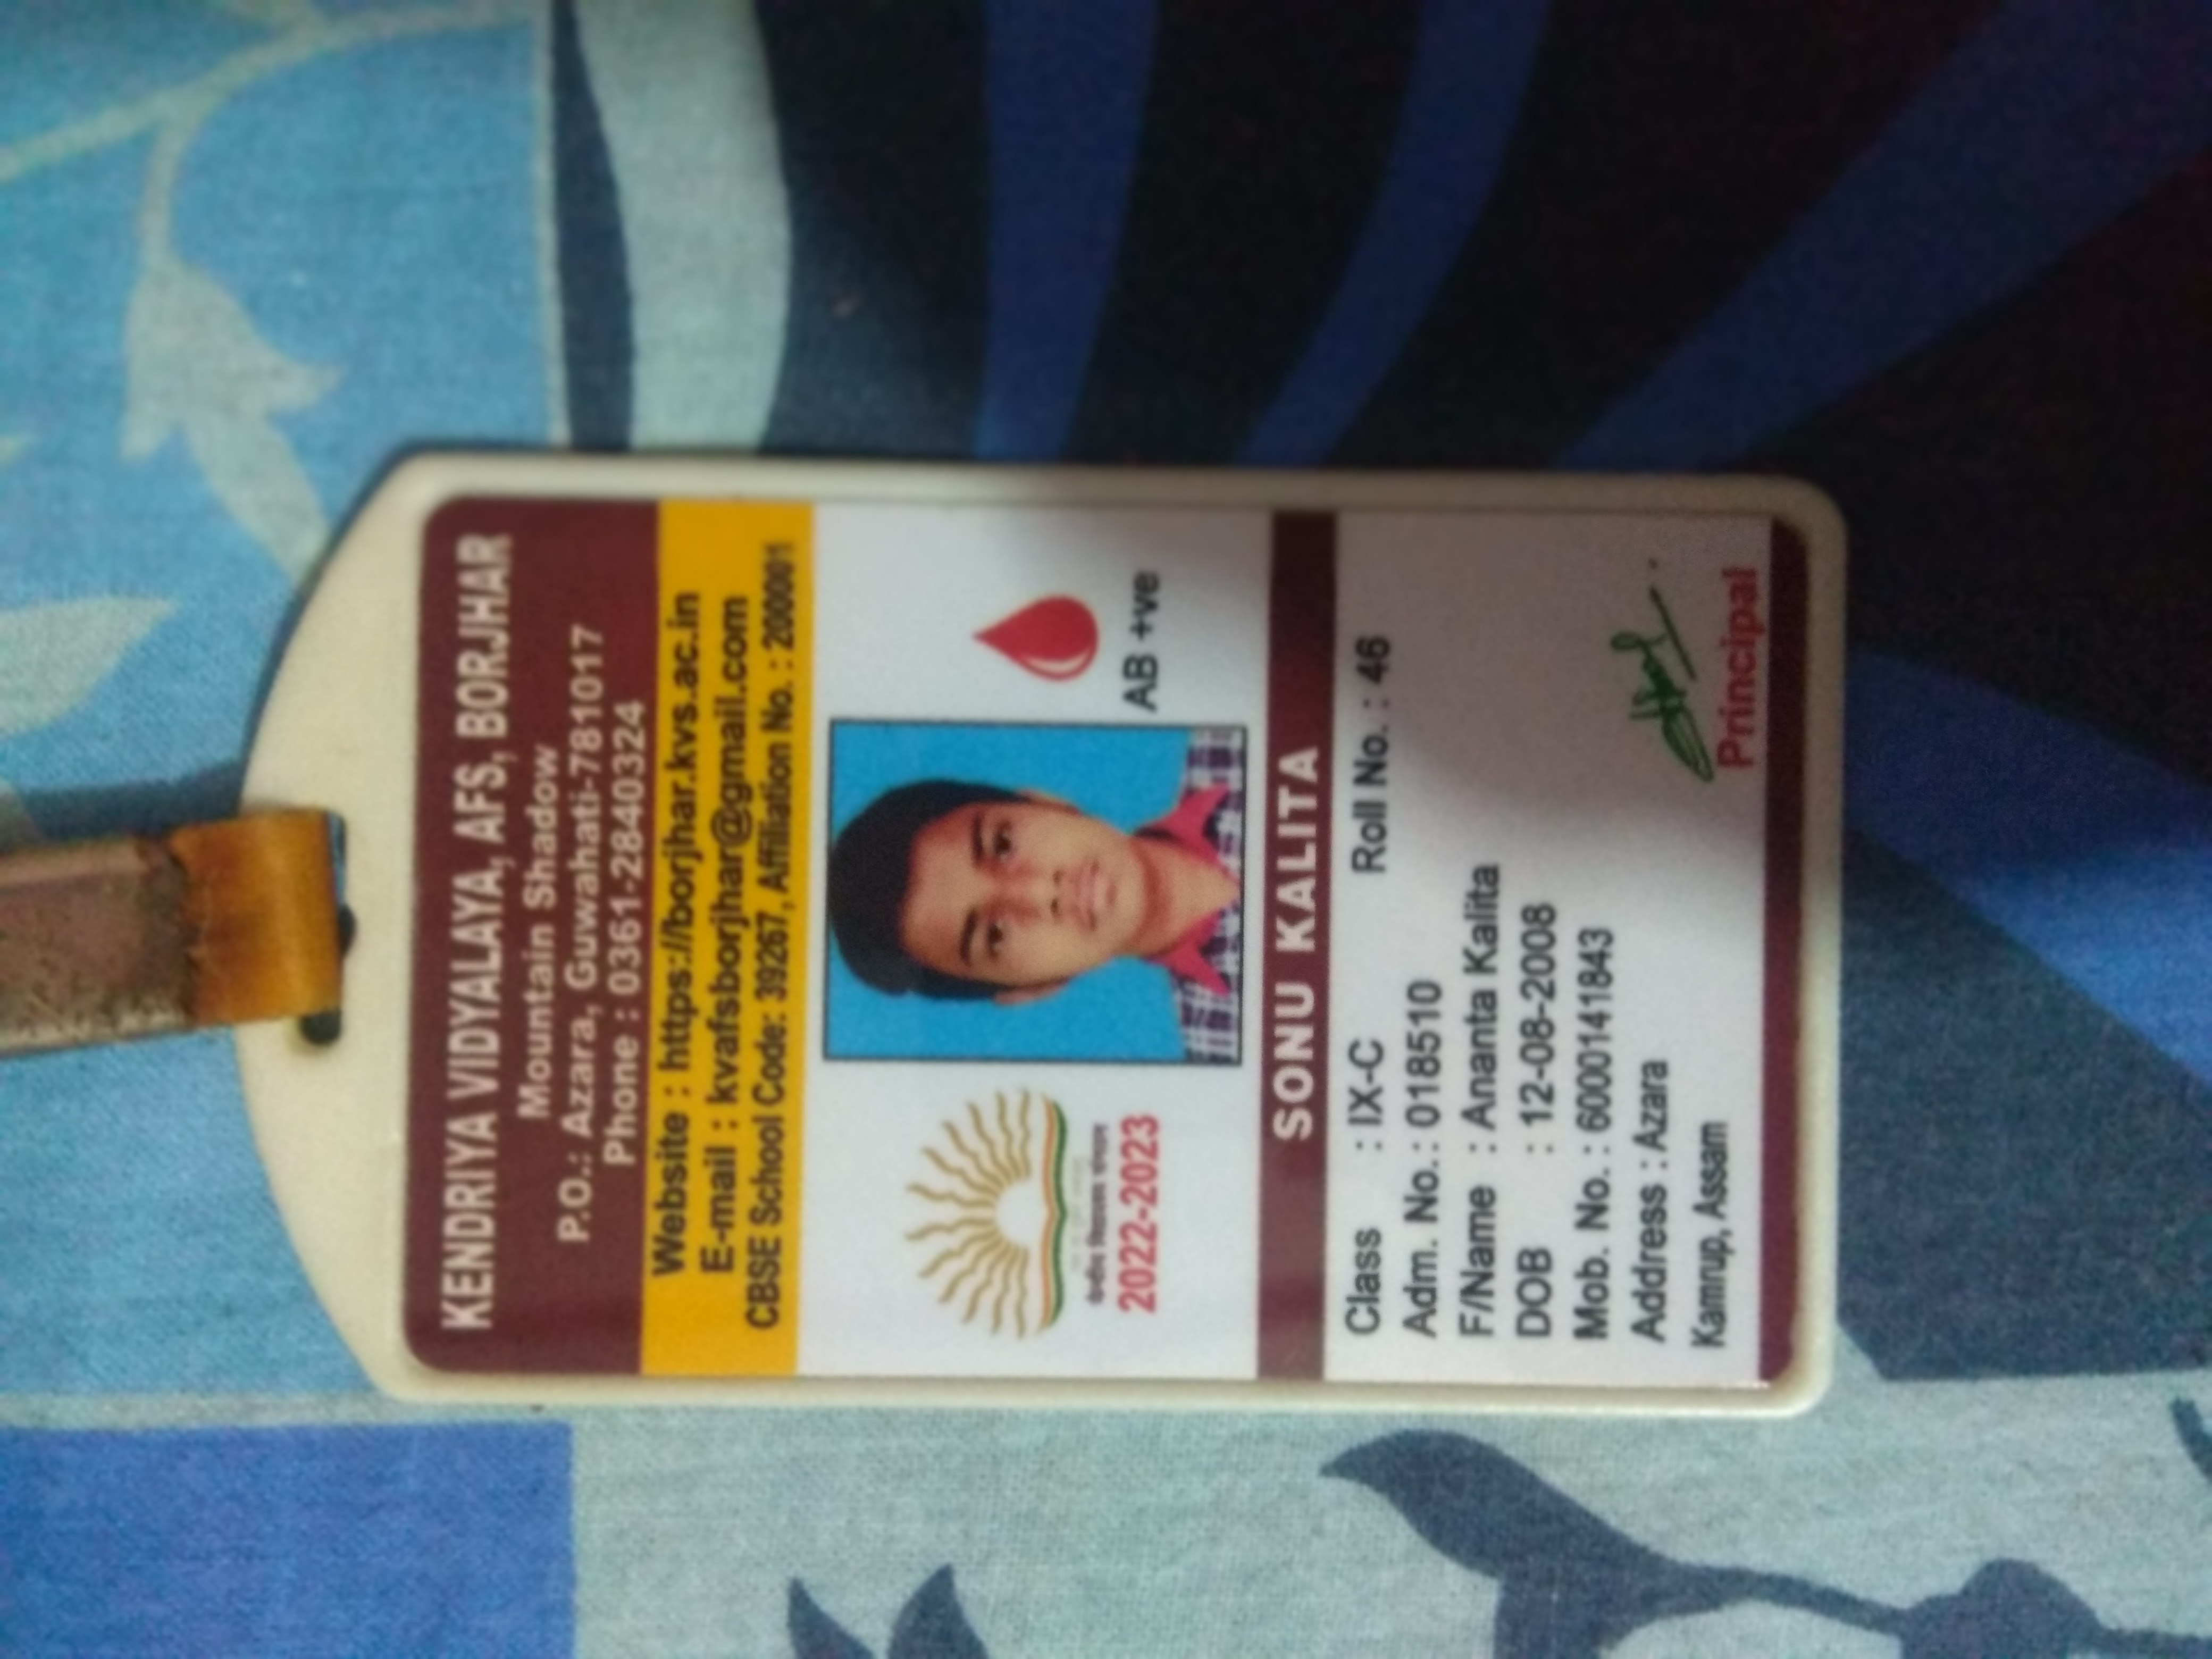 KENDRIYA VIDYALAYA, AFS, BORJHAR
Mountain Shadow
P.O.: Azara, Guwahati-781017
Phone : 0361-2840324
Website : https://borjhar.kvs.ac.in
E-mail : kvafsborjhar@gmail.com
CBSE School Code: 39267, Affiliation No. : 200001
केन्द्रीय विद्यालय संगठन
2022-2023
AB +ve
SONU KALITA
Class : IX-C Roll No. : 46
Adm. No. : 018510
F/Name : Ananta Kalita
DOB : 12-08-2008
Mob. No. : 6000141843
Address : Azara
Kamrup, Assam
Principal